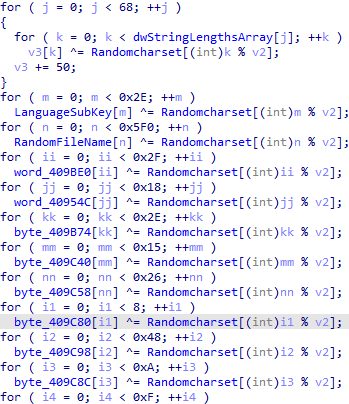 for ( j = 0; j < 68; ++j )
{
for ( k = 0; k < dwStringLengthsArray[j]; ++k )
v3[k] ^= Randomcharset[(int)k % v2];
v3 += 50;
}
for ( m = 0; m < 0x2E; ++m )
LanguageSubKey[m] ^= Randomcharset[(int)m % v2];
for ( n = 0; n < 0x5F0; ++n )
RandomFileName[n] ^= Randomcharset[(int)n % v2];
for ( ii = 0; ii < 0x2F; ++ii )
word_409BE0[ii] ^= Randomcharset[(int)ii % v2];
for ( jj = 0; jj < 0x18; ++jj )
word_40954C[jj] ^= Randomcharset[(int)jj % v2];
for ( kk = 0; kk < 0x2E; ++kk )
byte_409B74[kk] ^= Randomcharset[(int)kk % v2];
for ( mm = 0; mm < 0x15; ++mm )
byte_409C40[mm] ^= Randomcharset[(int)mm % v2];
for ( nn = 0; nn < 0x26; ++nn )
byte_409C58[nn] ^= Randomcharset[(int)nn % v2];
for ( i1 = 0; i1 < 8; ++i1 )
byte_409C80[i1] ^= Randomcharset[(int)i1 % v2];
for ( i2 = 0; i2 < 0x48; ++i2 )
byte_409C98[i2] ^= Randomcharset[(int)i2 % v2];
for ( i3 = 0; i3 < 0xA; ++i3 )
byte_409C8C[i3] ^= Randomcharset[(int)i3 % v2];
for ( i4 = 0; i4 < 0xF; ++i4 )